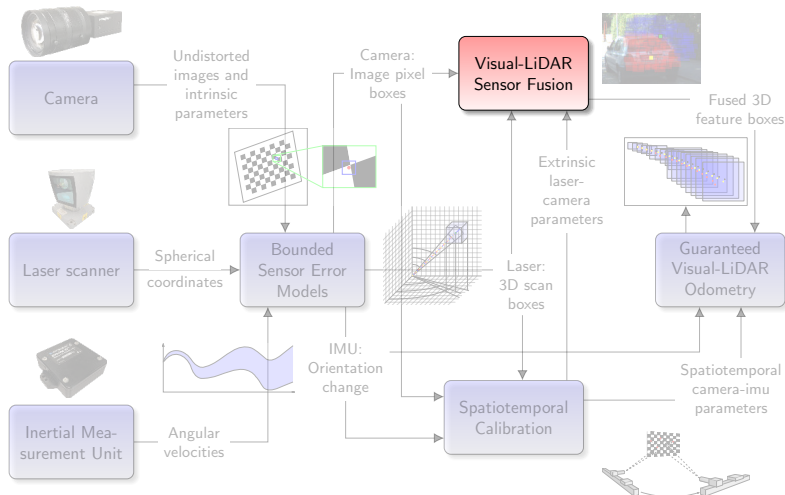 Camera
Undistorted
images and
intrinsic
parameters
Camera:
Image pixel
boxes
Visual-LiDAR
Sensor Fusion
Fused 3D
feature boxes
Extrinsic
laser-
camera
parameters
Laser scanner
Spherical
coordinates
Bounded
Sensor Error
Models
Laser:
3D scan
boxes
Guaranteed
Visual-LiDAR
Odometry
IMU:
Orientation
change
Spatiotemporal
camera-imu
parameters
Inertial Mea-
surement Unit
Angular
velocities
Spatiotemporal
Calibration